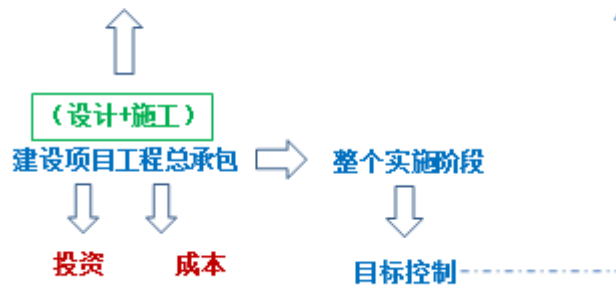 （设计+施工）
建设项目工程总承包
整个实施阶段
投资
成本
目标控制